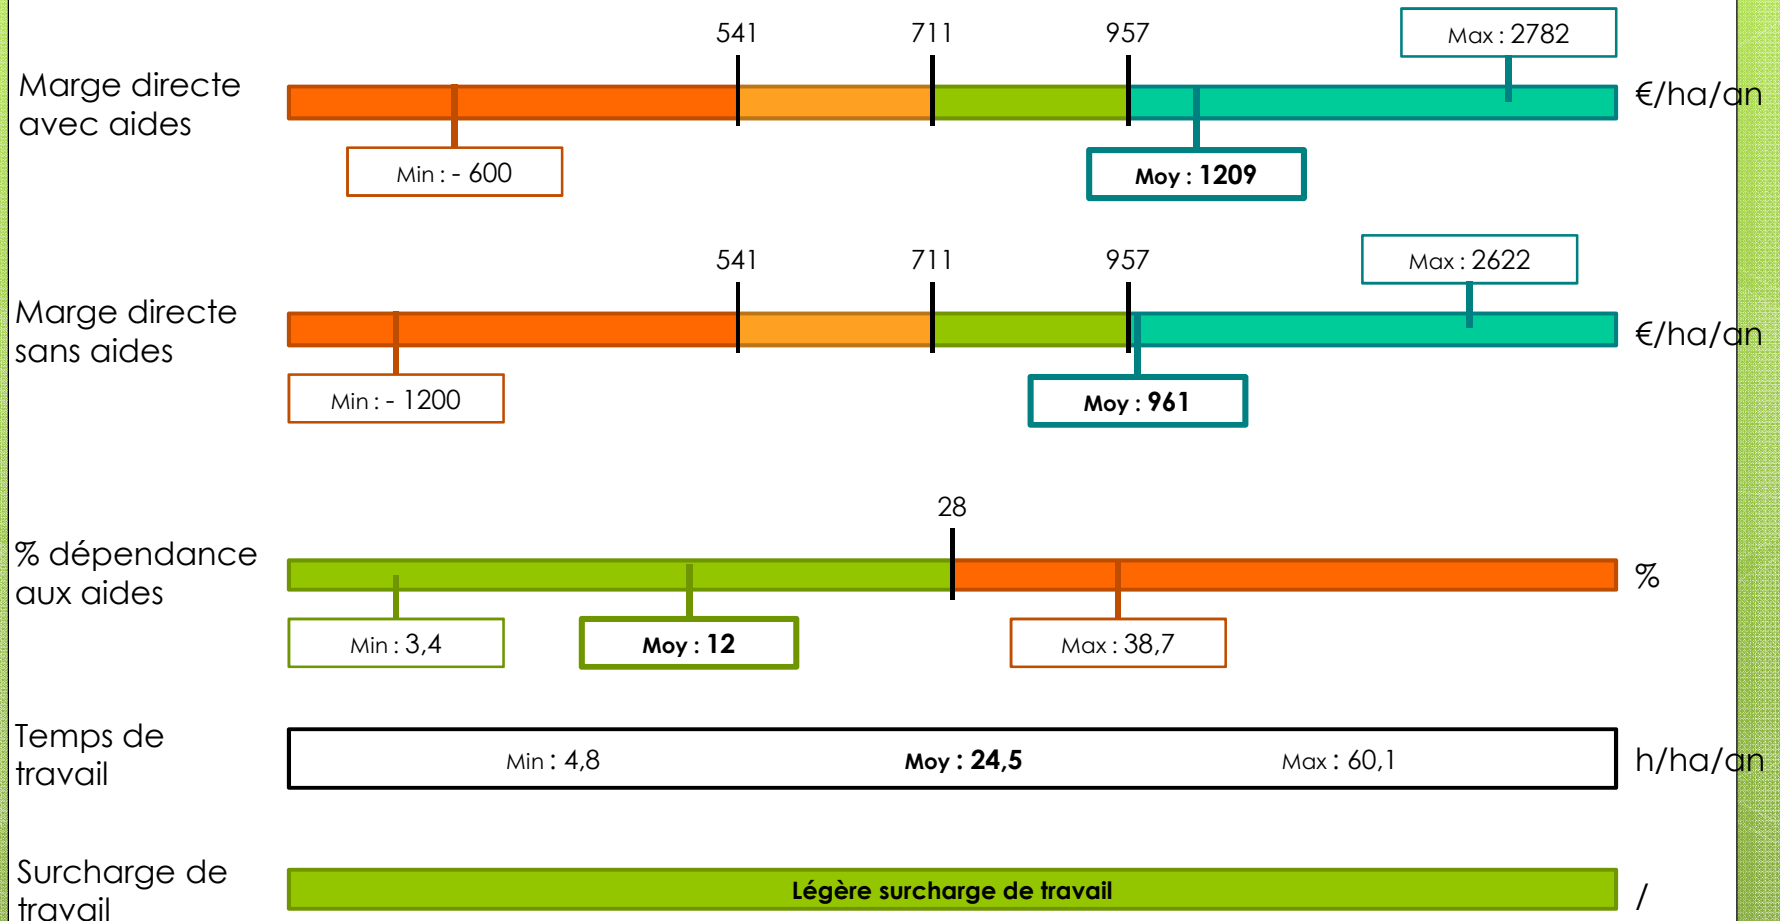 541 711 957 Max : 2782
Marge directe
avec aides
€/ha/an
Min : - 600 Moy : 1209
541 711 957 Max : 2622
Marge directe
sans aides
€/ha/an
Min : - 1200 Moy : 961
28
% dépendance
aux aides
%
Min : 3,4 Moy : 12 Max : 38,7
Temps de
travail
Min : 4,8 Moy : 24,5 Max : 60,1 h/ha/an
Surcharge de
travail
Légère surcharge de travail /